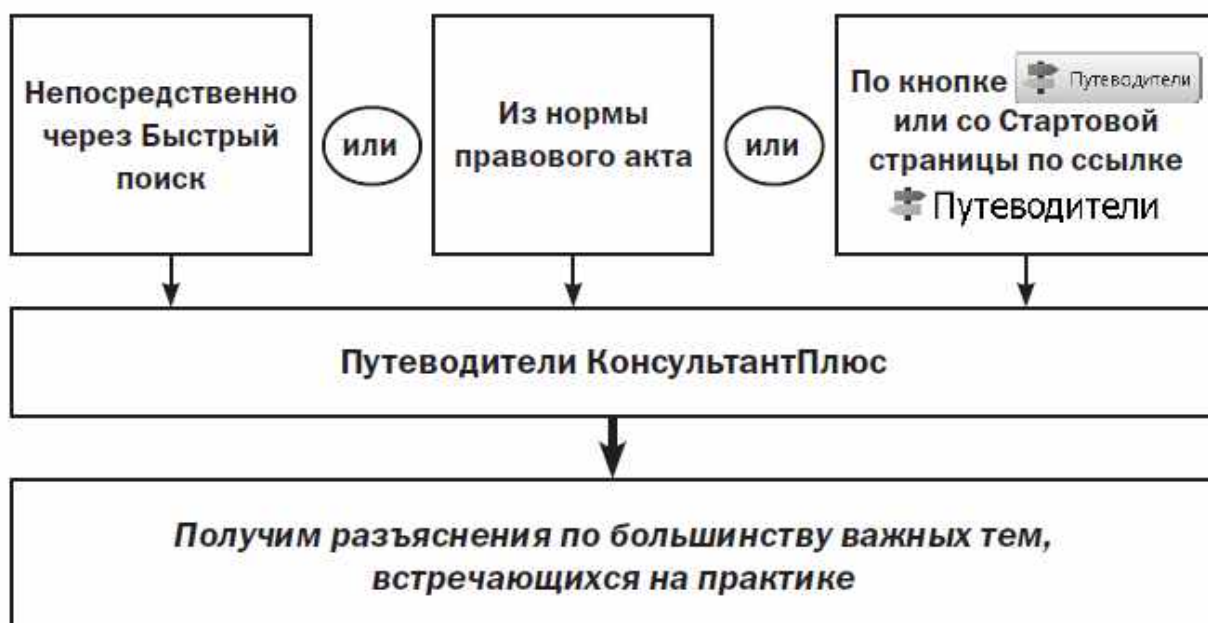 Непосредственно
через Быстрый
поиск
или
Из нормы
правового акта
или
По кнопке Путеводители
или со Стартовой
страницы по ссылке
Путеводители
Путеводители КонсультантПлюс
Получим разъяснения по большинству важных тем,
встречающихся на практике